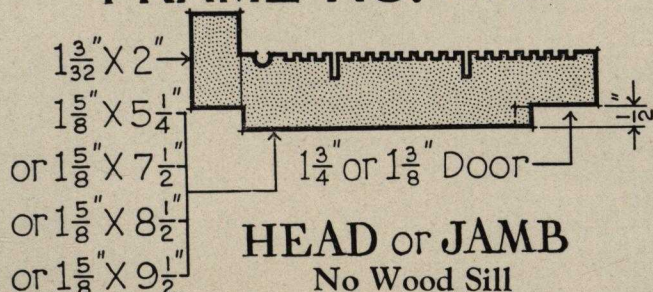 1 3/32" X 2"
1 5/8" X 5 1/4"
or 1 5/8" X 7 1/2"
or 1 5/8" X 8 1/2"
or 1 5/8" X 9 1/2"
1 3/4" or 1 3/8" Door
1/2"
HEAD or JAMB
No Wood Sill